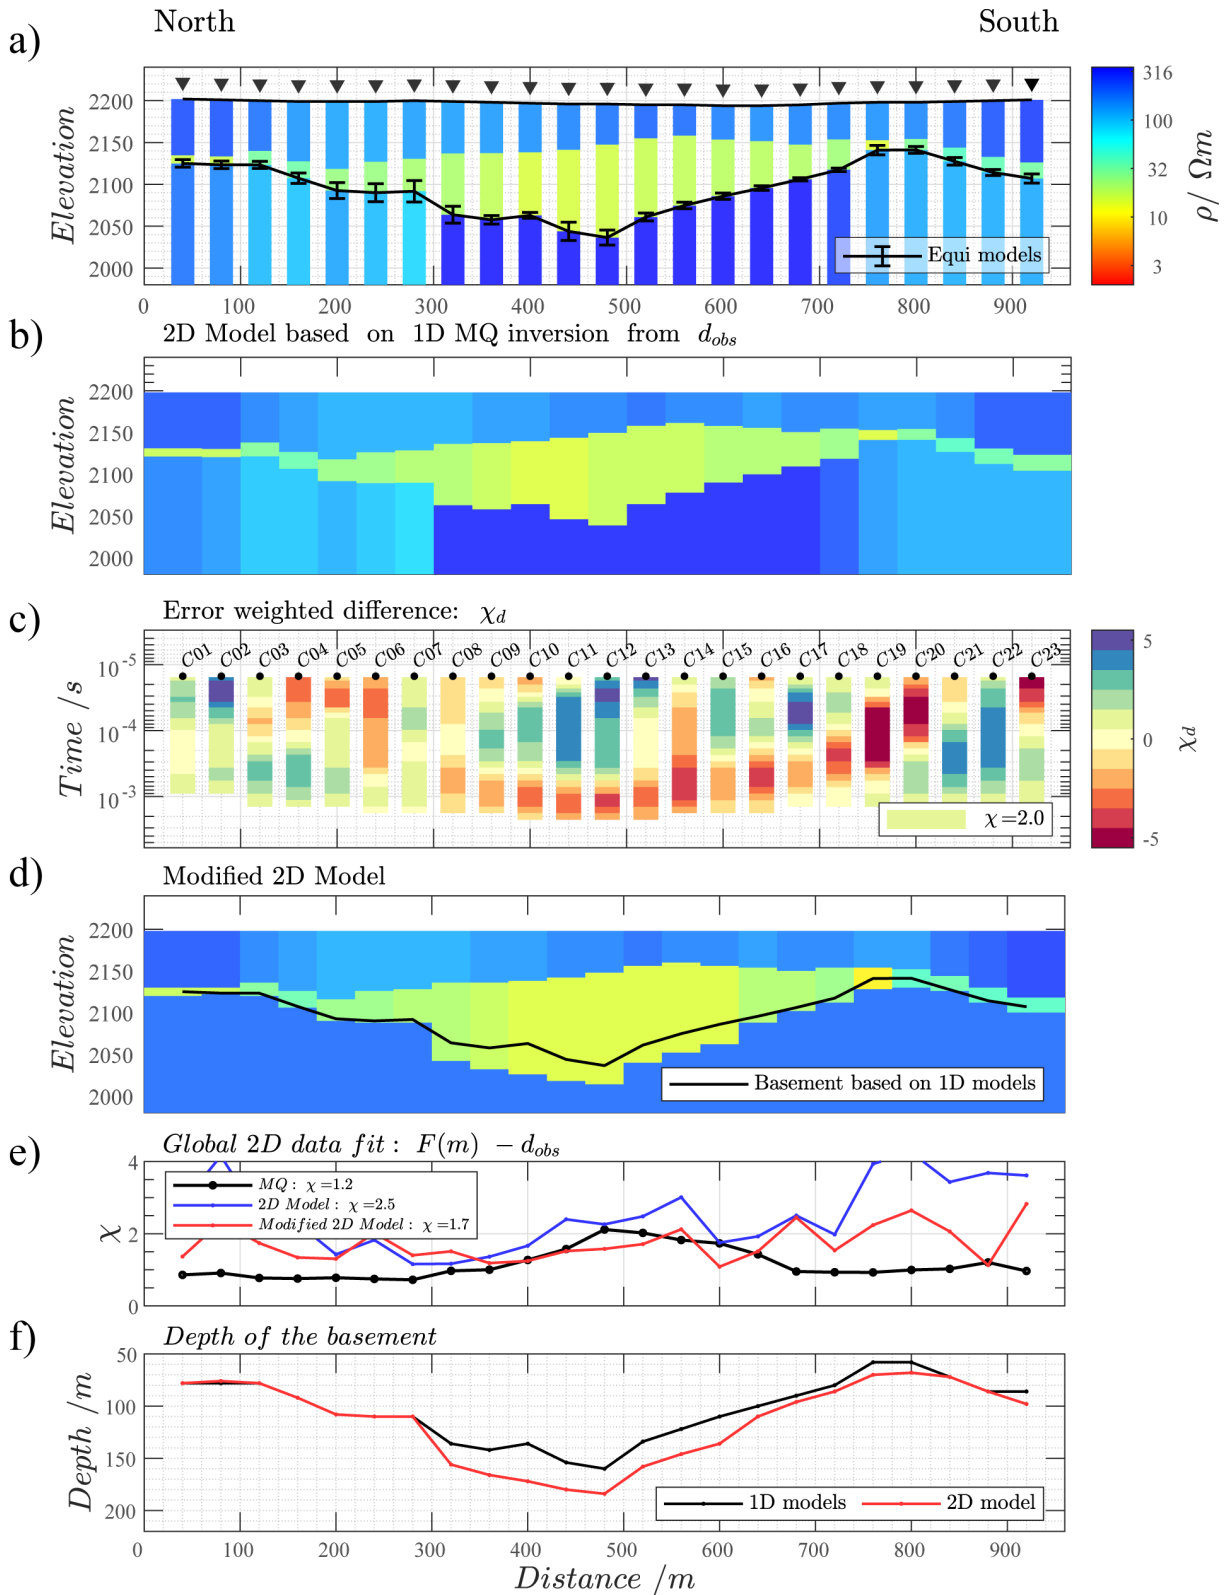 North South
a)
2200
2150
2100
2050
2000
Elevation
Equi models
0 100 200 300 400 500 600 700 800 900
316
100
32
10
3
ρ/ Ωm
b)
2D Model based on 1D MQ inversion from d_obs
2200
2150
2100
2050
2000
Elevation
c)
Error weighted difference: χ_d
C01 C02 C03 C04 C05 C06 C07 C08 C09 C10 C11 C12 C13 C14 C15 C16 C17 C18 C19 C20 C21 C22 C23
10^-5
10^-4
10^-3
Time /s
χ=2.0
5
0
-5
χ_d
d)
Modified 2D Model
2200
2150
2100
2050
2000
Elevation
Basement based on 1D models
e)
Global 2D data fit : F(m) − d_obs
4
2
0
χ
MQ : χ=1.2
2D Model : χ=2.5
Modified 2D Model : χ=1.7
f)
Depth of the basement
50
100
150
200
Depth /m
1D models 2D model
0 100 200 300 400 500 600 700 800 900
Distance /m